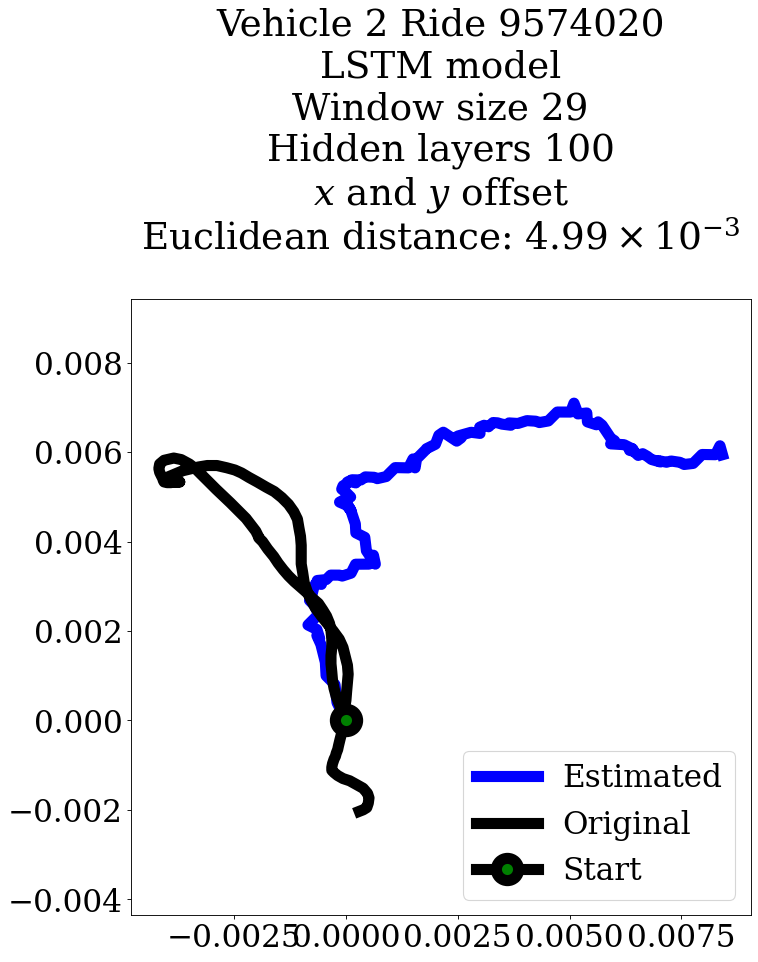 Vehicle 2 Ride 9574020
LSTM model
Window size 29
Hidden layers 100
x and y offset
Euclidean distance: 4.99 × 10⁻³
0.008
0.006
0.004
0.002
0.000
−0.002
−0.004
Estimated
Original
Start
−0.0025 0.0000 0.0025 0.0050 0.0075